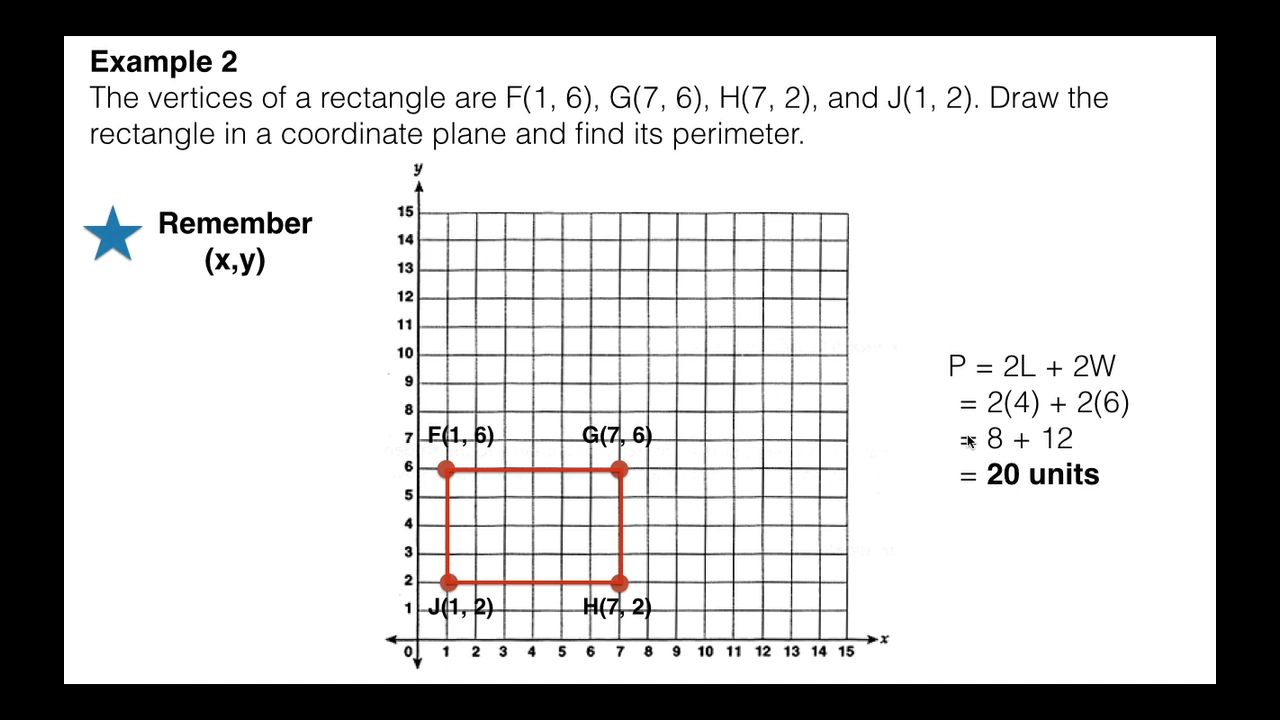 Example 2
The vertices of a rectangle are F(1, 6), G(7, 6), H(7, 2), and J(1, 2). Draw the
rectangle in a coordinate plane and find its perimeter.
Remember
(x,y)
y
15
14
13
12
11
10
9
8
7
6
5
4
3
2
1
F(1, 6) G(7, 6)
J(1, 2) H(7, 2)
0 1 2 3 4 5 6 7 8 9 10 11 12 13 14 15
x
P = 2L + 2W
= 2(4) + 2(6)
= 8 + 12
= 20 units